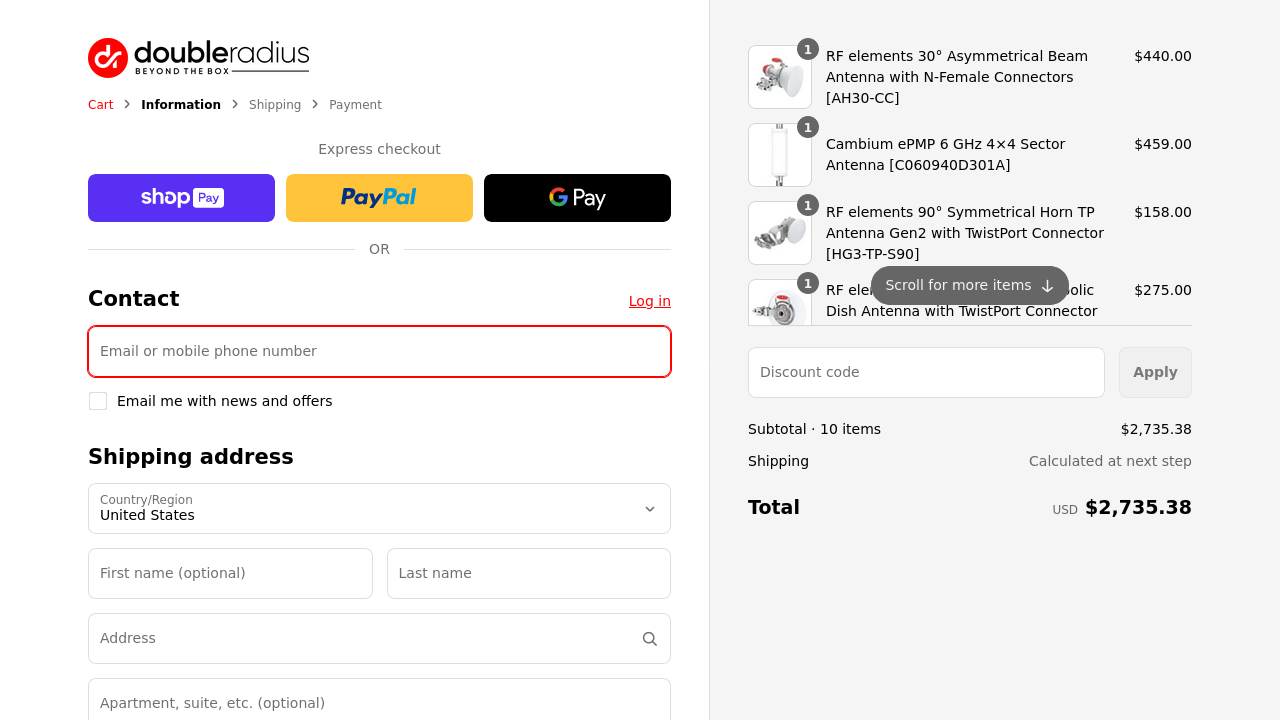 doubleradius
BEYOND THE BOX
Cart
Information
Shipping
Payment
Express checkout
shop Pay
PayPal
G Pay
OR
Contact
Log in
Email or mobile phone number
Email me with news and offers
Shipping address
Country/Region
United States
First name (optional)
Last name
Address
Apartment, suite, etc. (optional)
1
RF elements 30° Asymmetrical Beam
Antenna with N-Female Connectors
[AH30-CC]
$440.00
1
Cambium ePMP 6 GHz 4×4 Sector
Antenna [C060940D301A]
$459.00
1
RF elements 90° Symmetrical Horn TP
Antenna Gen2 with TwistPort Connector
[HG3-TP-S90]
$158.00
1
RF
Dish Antenna with TwistPort Connector
$275.00
Scroll for more items
Discount code
Apply
Subtotal · 10 items
$2,735.38
Shipping
Calculated at next step
Total
USD $2,735.38